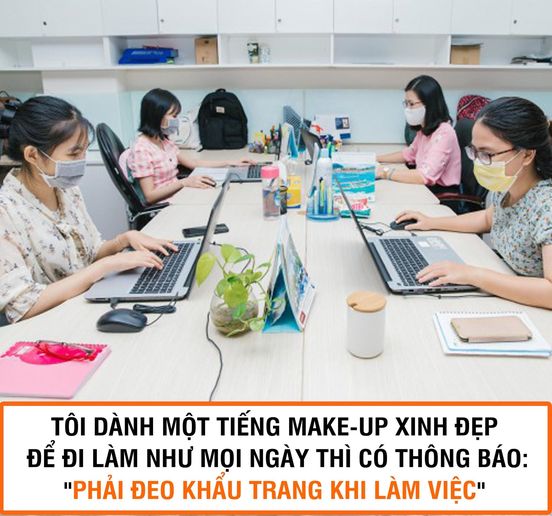 TÔI DÀNH MỘT TIẾNG MAKE-UP XINH ĐẸP
ĐỂ ĐI LÀM NHƯ MỌI NGÀY THÌ CÓ THÔNG BÁO:
"PHẢI ĐEO KHẨU TRANG KHI LÀM VIỆC"